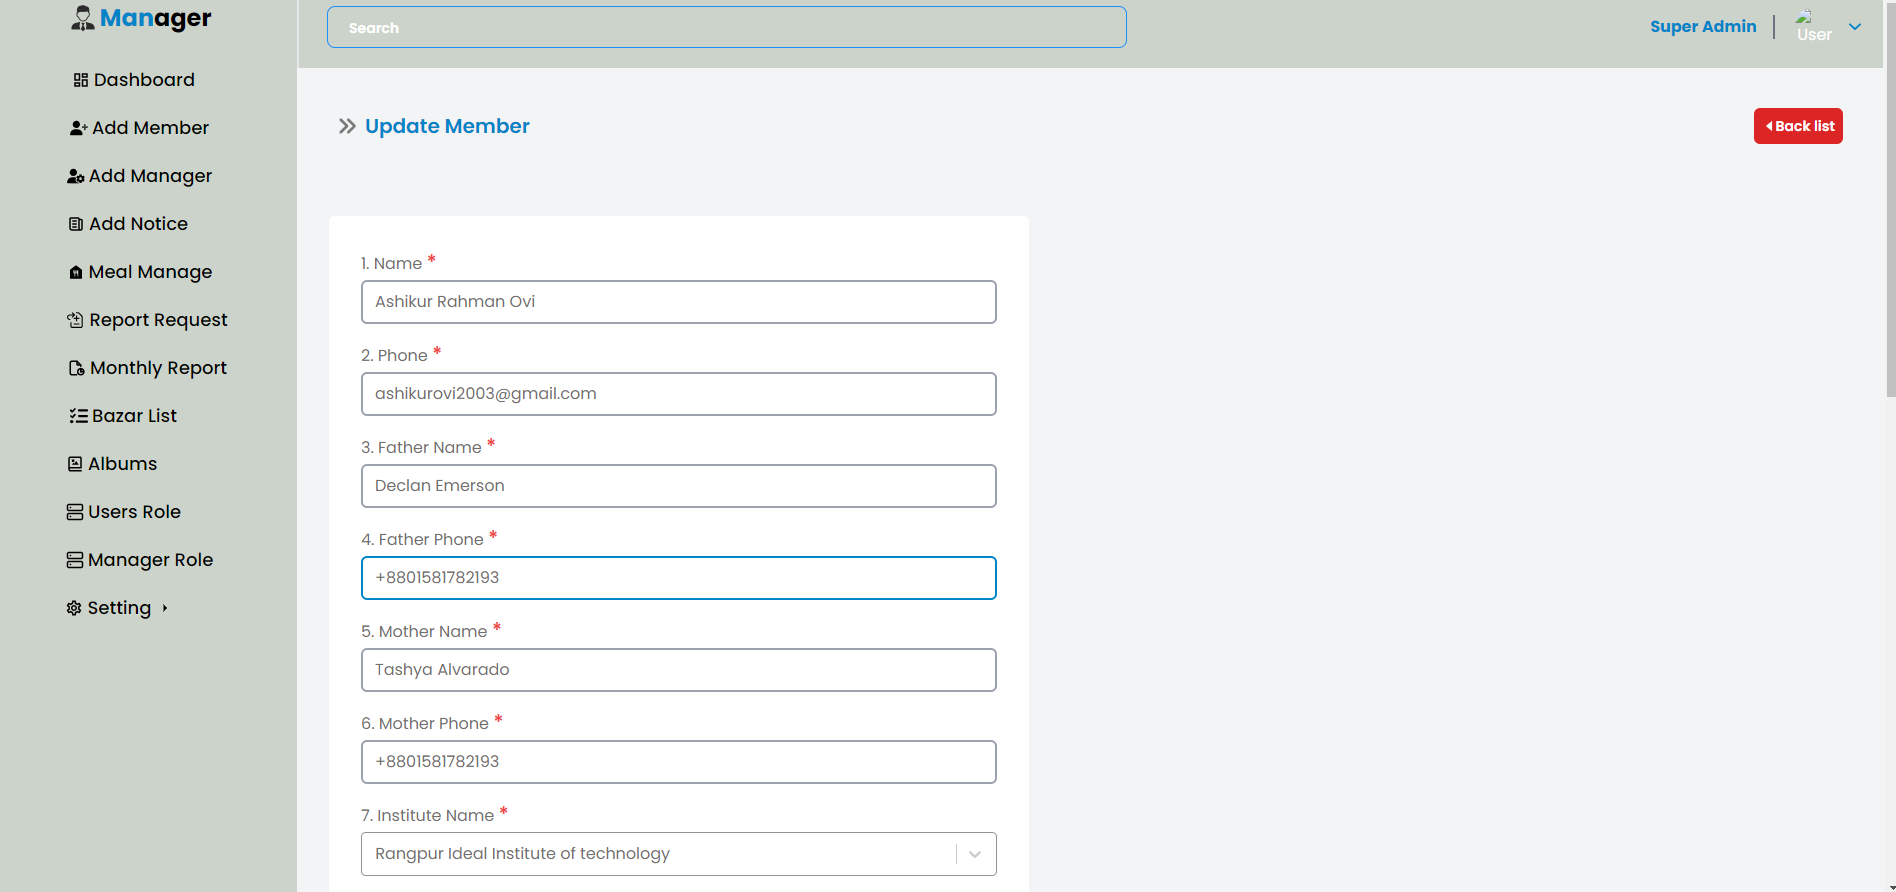 Manager
Dashboard
Add Member
Add Manager
Add Notice
Meal Manage
Report Request
Monthly Report
Bazar List
Albums
Users Role
Manager Role
Setting
Search
Super Admin
User
Update Member
Back list
1. Name *
Ashikur Rahman Ovi
2. Phone *
ashikurovi2003@gmail.com
3. Father Name *
Declan Emerson
4. Father Phone *
+8801581782193
5. Mother Name *
Tashya Alvarado
6. Mother Phone *
+8801581782193
7. Institute Name *
Rangpur Ideal Institute of technology